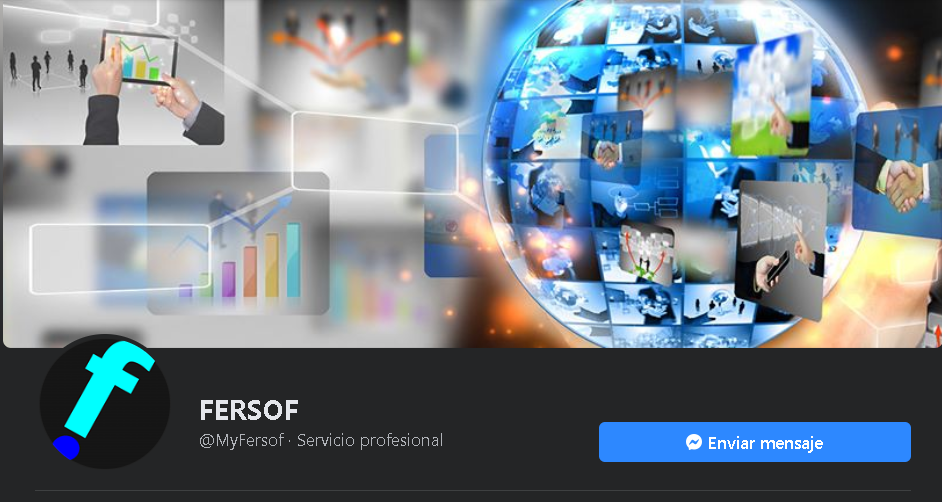 f
FERSOF
@MyFersof · Servicio profesional
Enviar mensaje